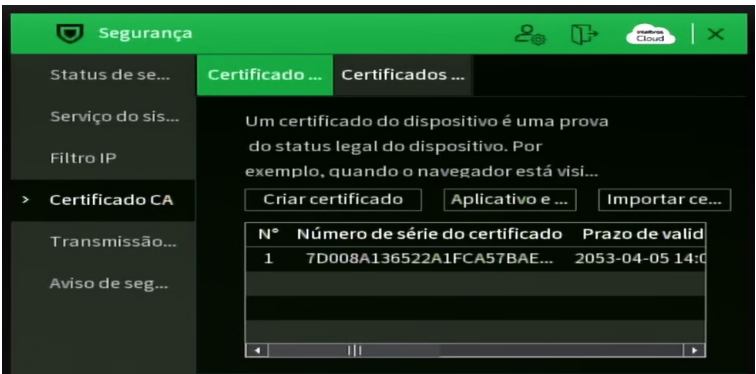 Segurança
intelbras
Cloud
Status de se...
Serviço do sis...
Filtro IP
> Certificado CA
Transmissão...
Aviso de seg...
Certificado ... Certificados ...
Um certificado do dispositivo é uma prova
do status legal do dispositivo. Por
exemplo, quando o navegador está visi...
Criar certificado Aplicativo e ... Importar ce...
N° Número de série do certificado Prazo de valid
1 7D008A136522A1FCA57BAE... 2053-04-05 14:0